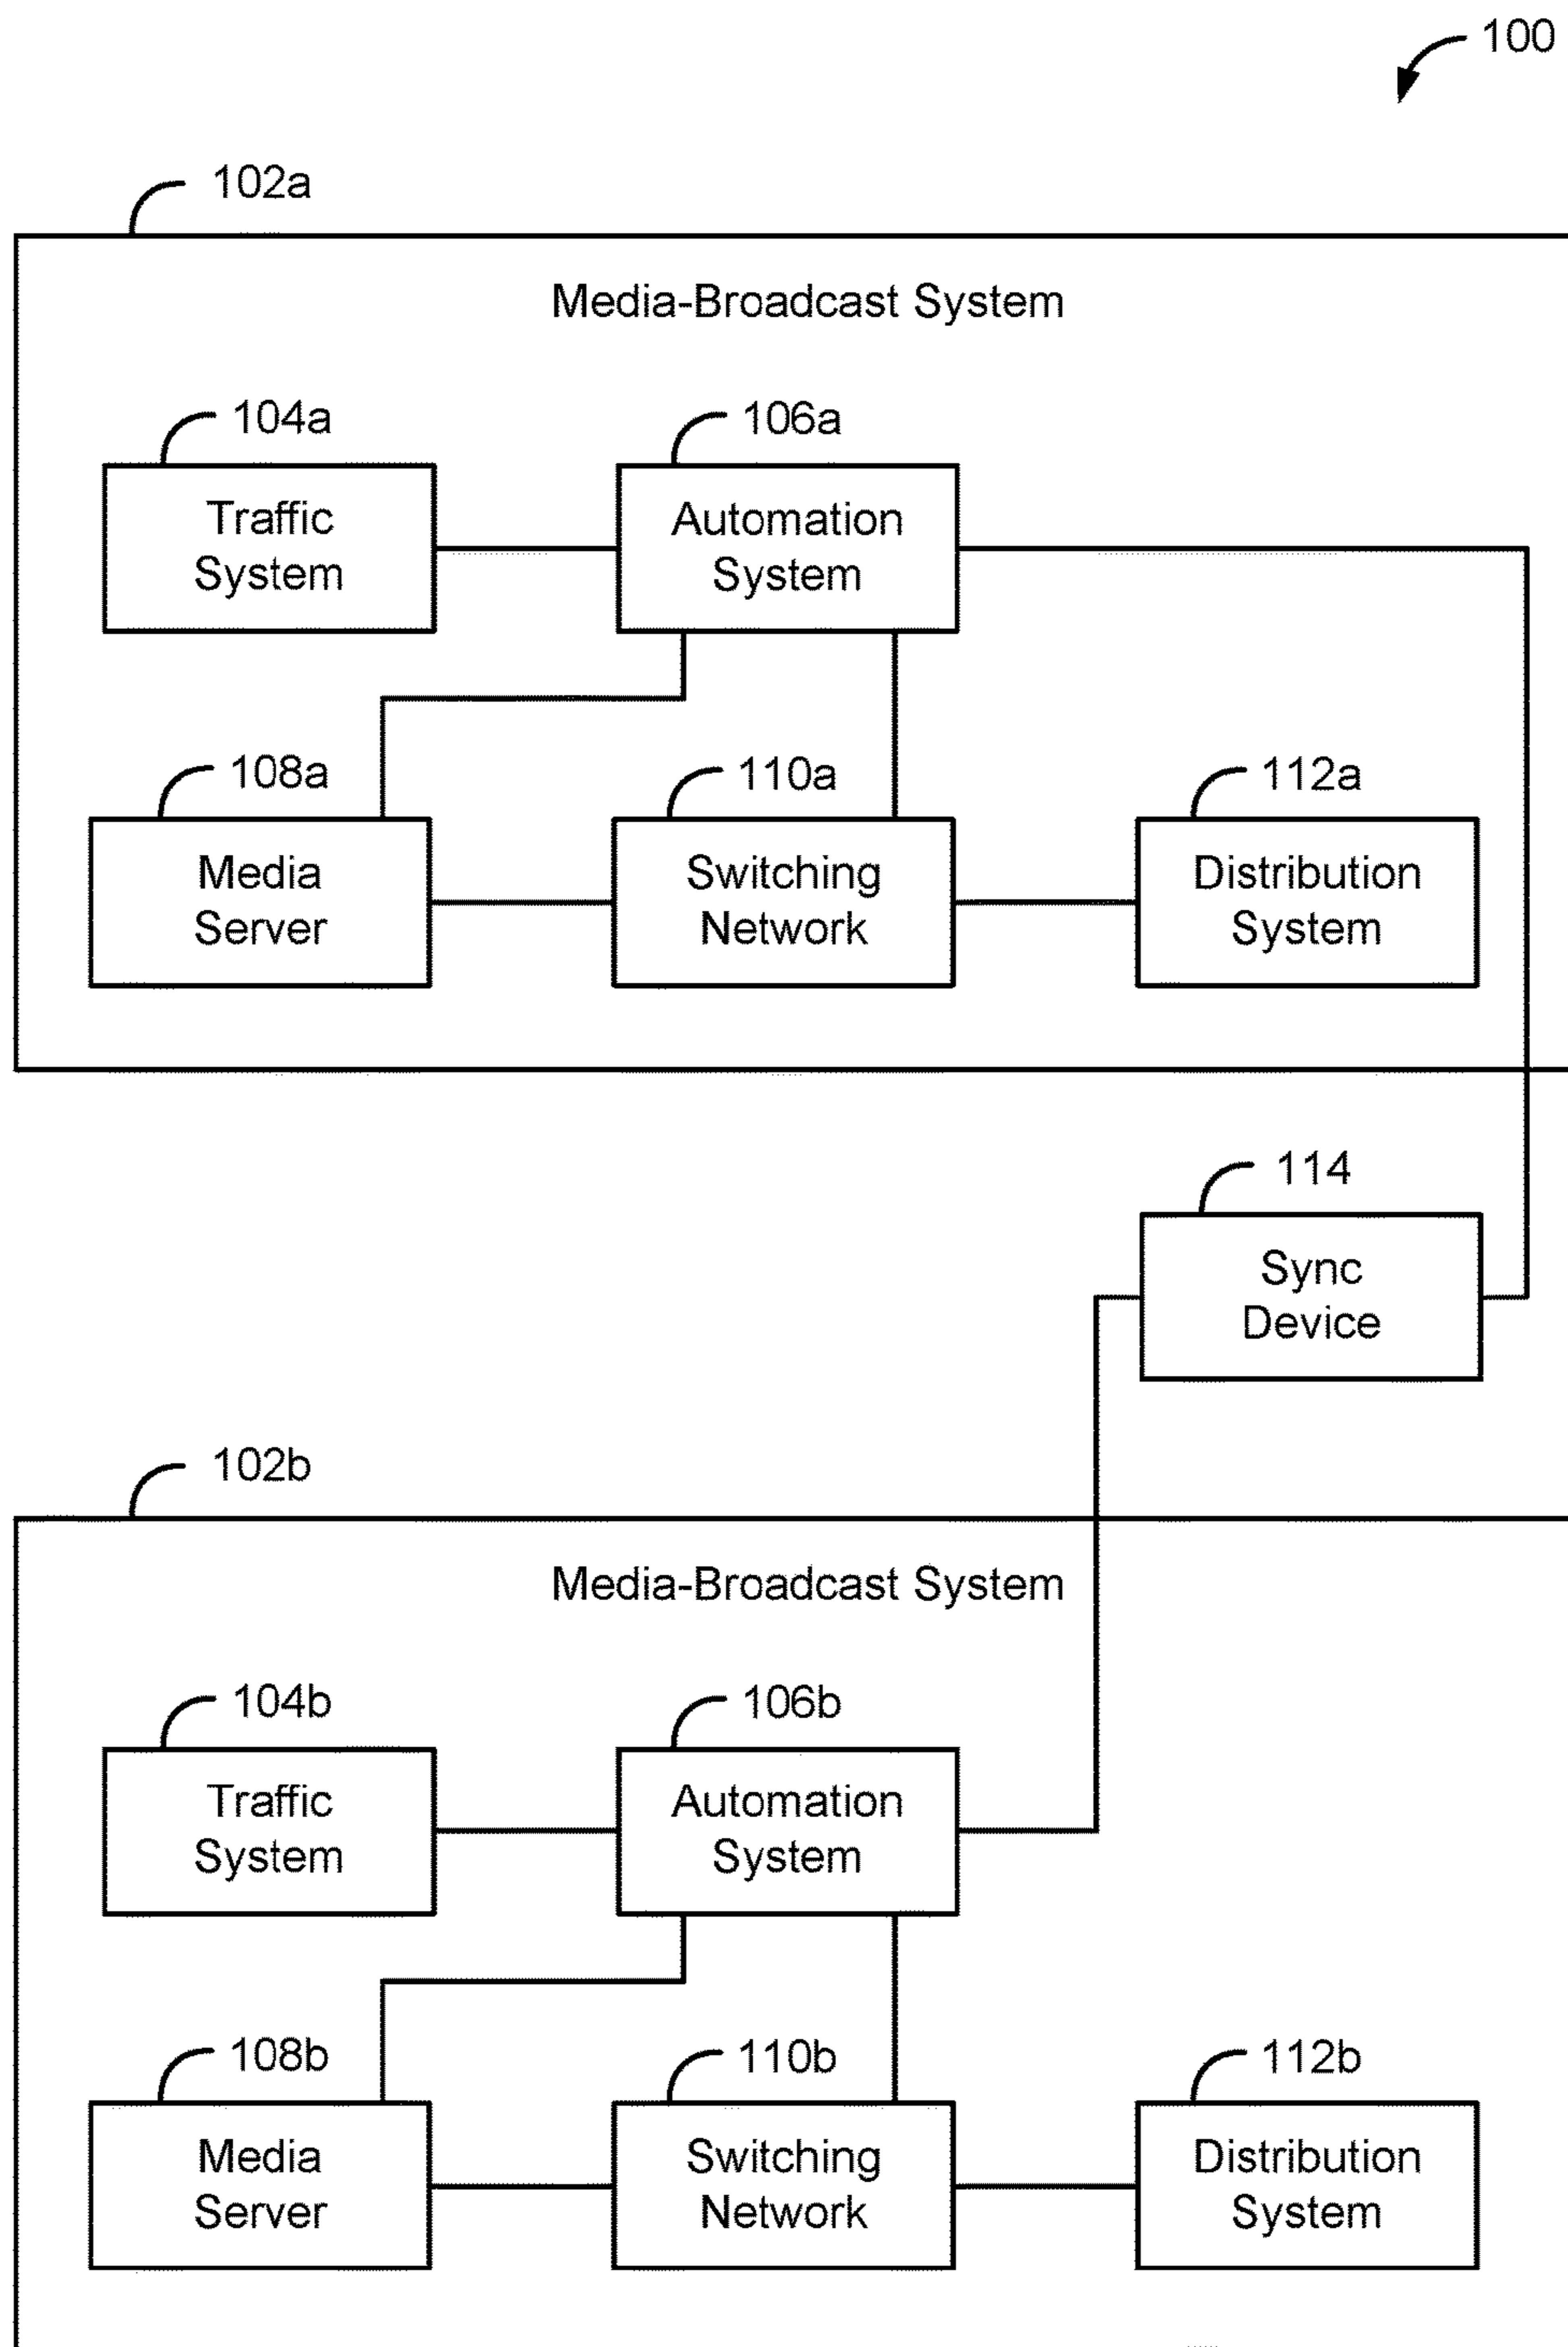 100
102a
Media-Broadcast System
104a
106a
Traffic
System
Automation
System
108a
110a
112a
Media
Server
Switching
Network
Distribution
System
114
Sync
Device
102b
Media-Broadcast System
104b
106b
Traffic
System
Automation
System
108b
110b
112b
Media
Server
Switching
Network
Distribution
System